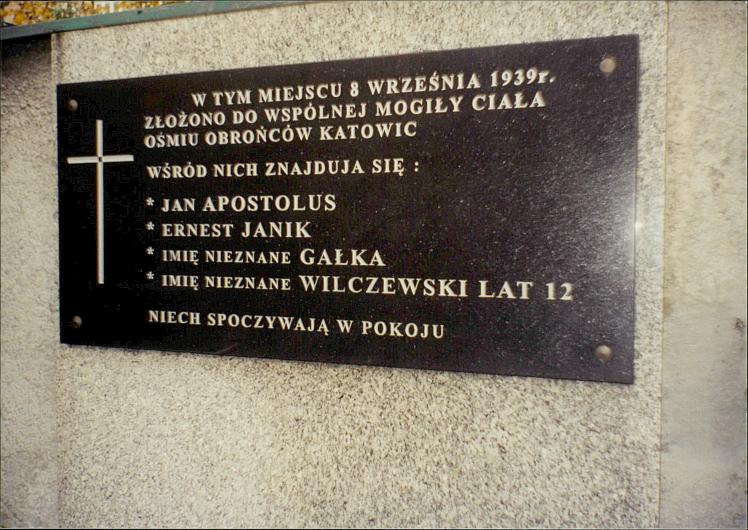 W TYM MIEJSCU 8 WRZEŚNIA 1939r.
ZŁOŻONO DO WSPÓLNEJ MOGIŁY CIAŁA
OŚMIU OBROŃCÓW KATOWIC
WŚRÓD NICH ZNAJDUJA SIĘ :
* JAN APOSTOLUS
* ERNEST JANIK
* IMIĘ NIEZNANE GAŁKA
* IMIĘ NIEZNANE WILCZEWSKI LAT 12
NIECH SPOCZYWAJĄ W POKOJU